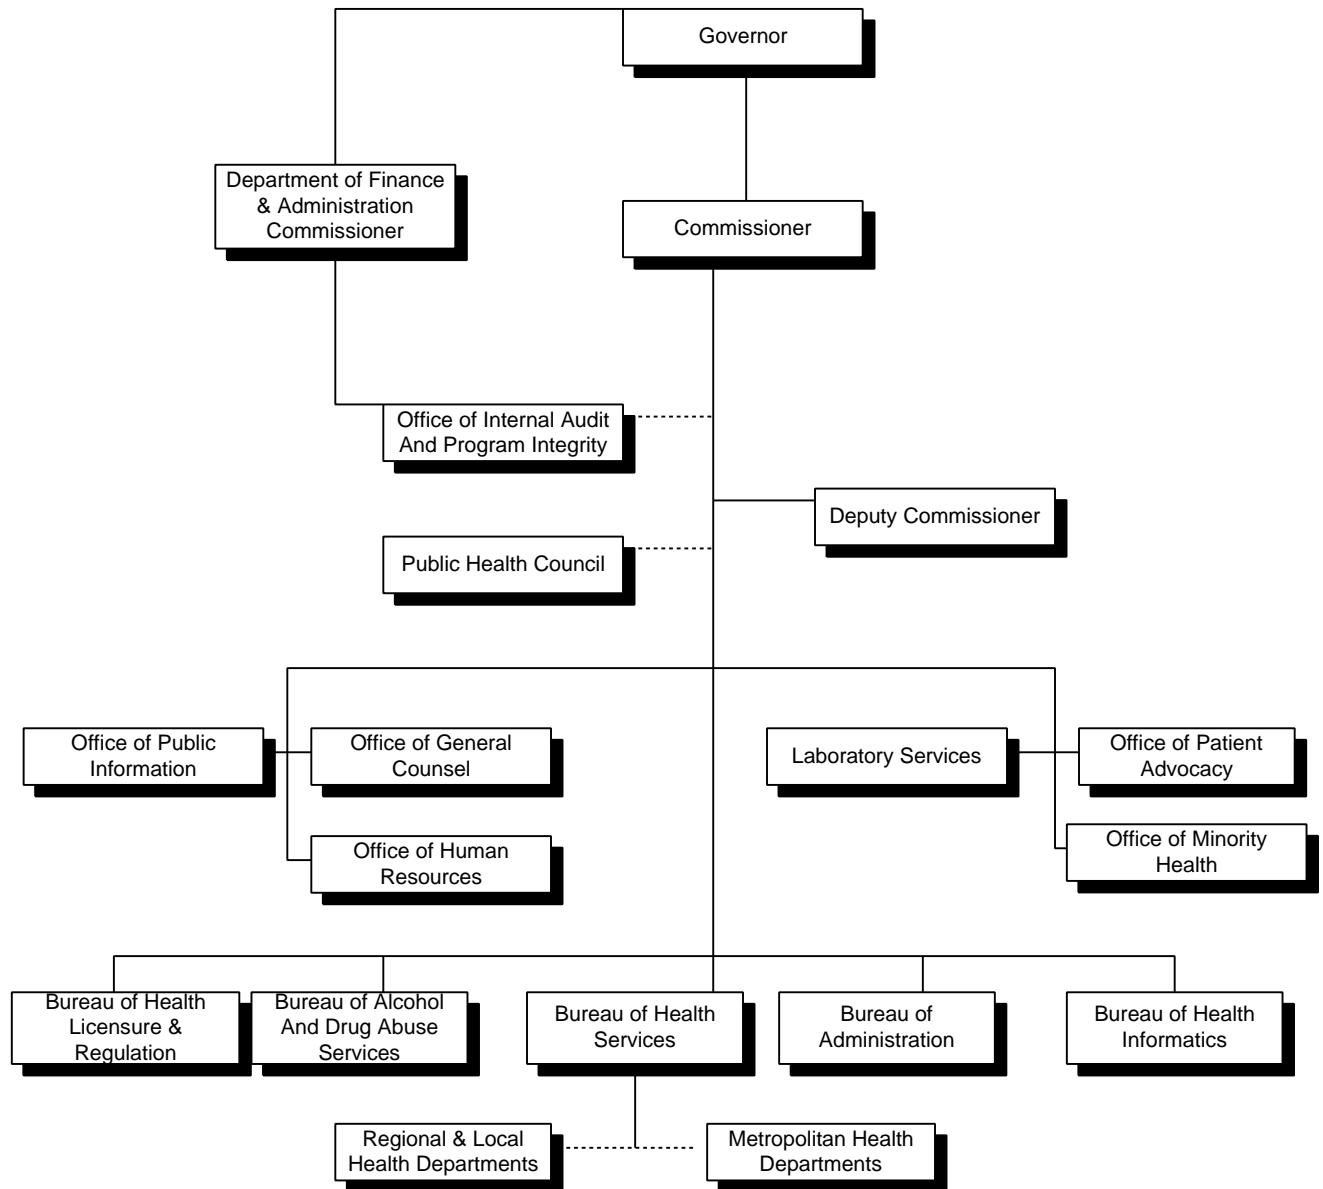 Governor
Department of Finance
& Administration
Commissioner
Commissioner
Office of Internal Audit
And Program Integrity
Deputy Commissioner
Public Health Council
Office of Public
Information
Office of General
Counsel
Laboratory Services
Office of Patient
Advocacy
Office of Human
Resources
Office of Minority
Health
Bureau of Health
Licensure &
Regulation
Bureau of Alcohol
And Drug Abuse
Services
Bureau of Health
Services
Bureau of
Administration
Bureau of Health
Informatics
Regional & Local
Health Departments
Metropolitan Health
Departments